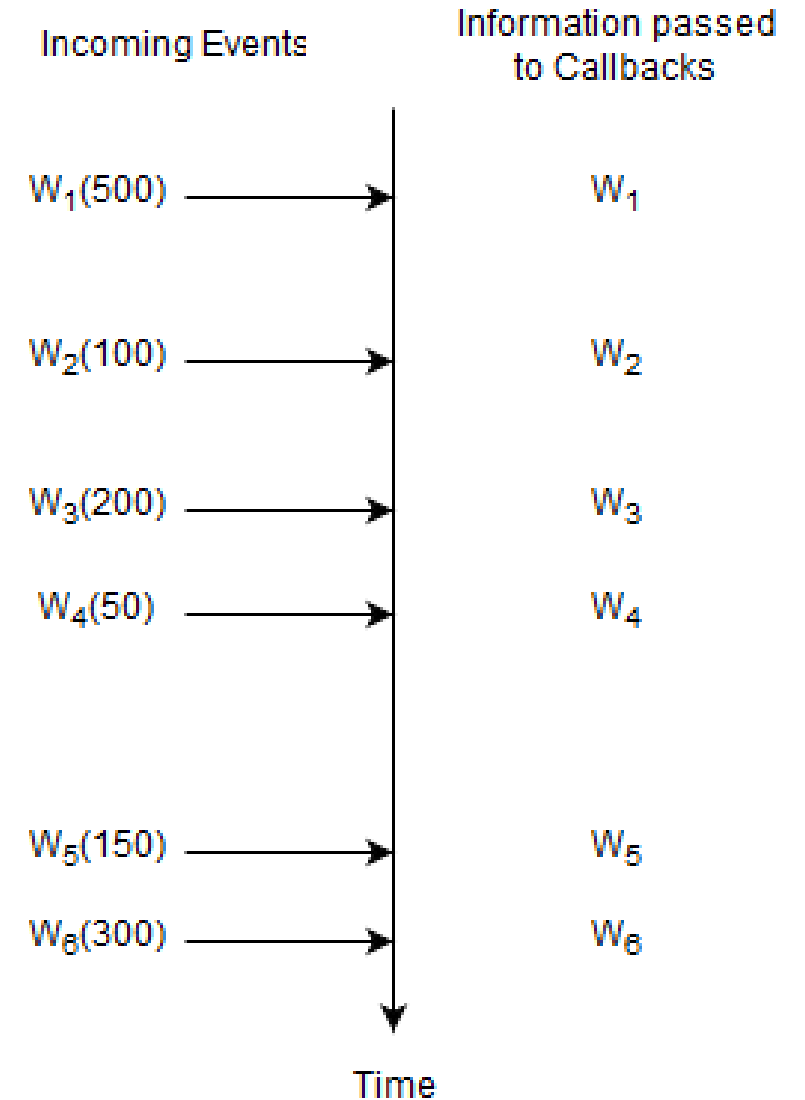 Incoming Events
Information passed
to Callbacks
W₁(500)
W₁
W₂(100)
W₂
W₃(200)
W₃
W₄(50)
W₄
W₅(150)
W₅
W₆(300)
W₆
Time